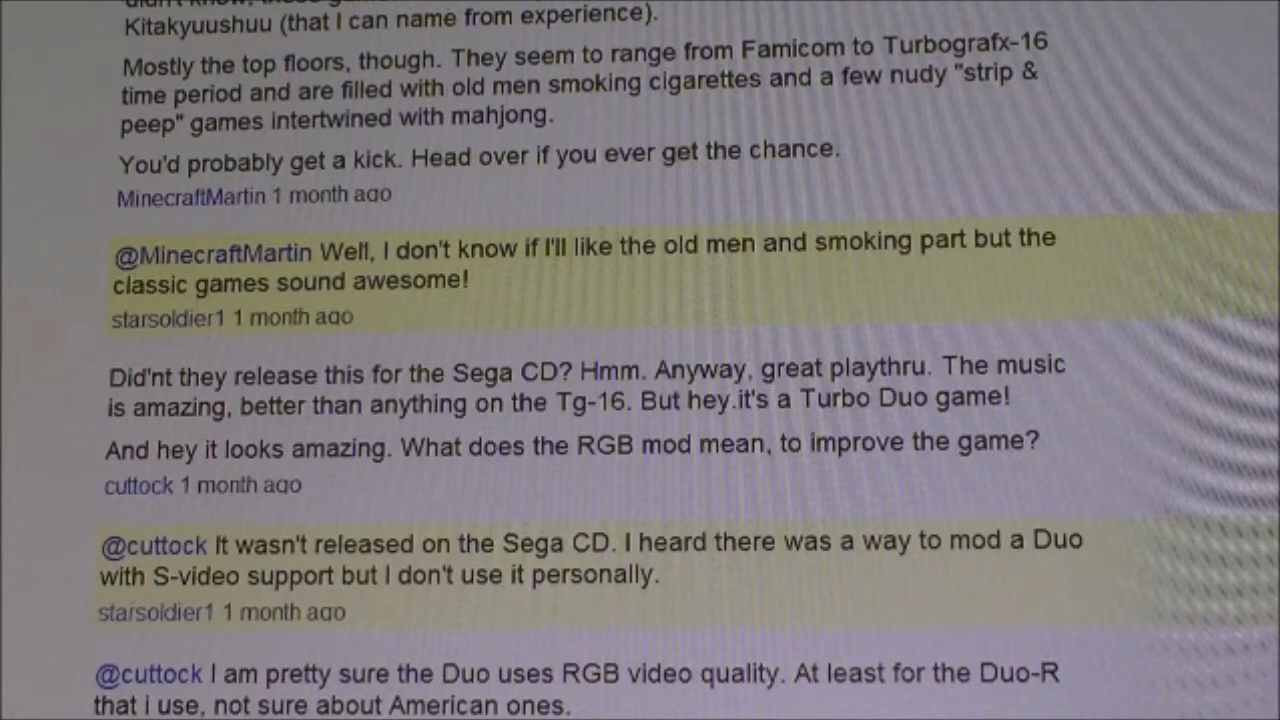 Kitakyuushuu (that I can name from experience).
Mostly the top floors, though. They seem to range from Famicom to Turbografx-16
time period and are filled with old men smoking cigarettes and a few nudy "strip &
peep" games intertwined with mahjong.
You'd probably get a kick. Head over if you ever get the chance.
MinecraftMartin 1 month ago
@MinecraftMartin Well, I don't know if I'll like the old men and smoking part but the
classic games sound awesome!
starsoldier1 1 month ago
Did'nt they release this for the Sega CD? Hmm. Anyway, great playthru. The music
is amazing, better than anything on the Tg-16. But hey.it's a Turbo Duo game!
And hey it looks amazing. What does the RGB mod mean, to improve the game?
cuttock 1 month ago
@cuttock It wasn't released on the Sega CD. I heard there was a way to mod a Duo
with S-video support but I don't use it personally.
starsoldier1 1 month ago
@cuttock I am pretty sure the Duo uses RGB video quality. At least for the Duo-R
that i use, not sure about American ones.